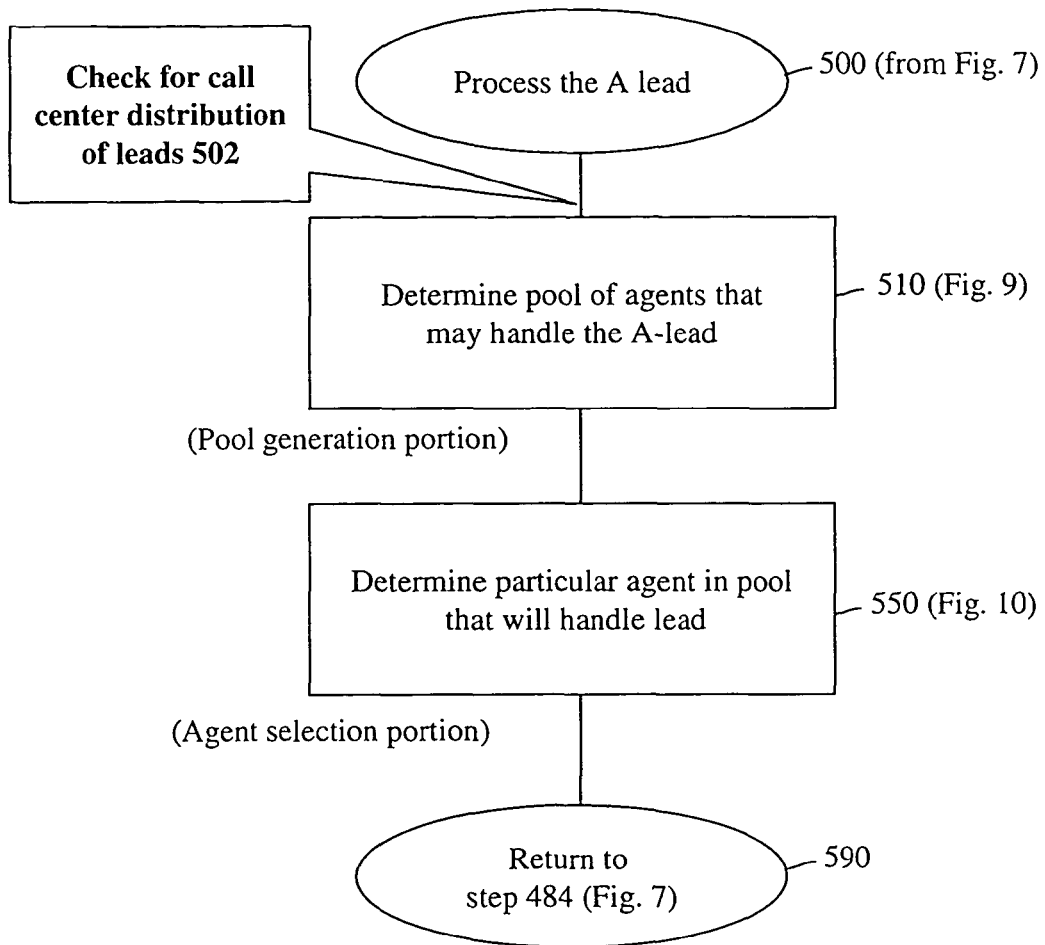 Check for call
center distribution
of leads 502
Process the A lead
500 (from Fig. 7)
Determine pool of agents that
may handle the A-lead
510 (Fig. 9)
(Pool generation portion)
Determine particular agent in pool
that will handle lead
550 (Fig. 10)
(Agent selection portion)
Return to
step 484 (Fig. 7)
590